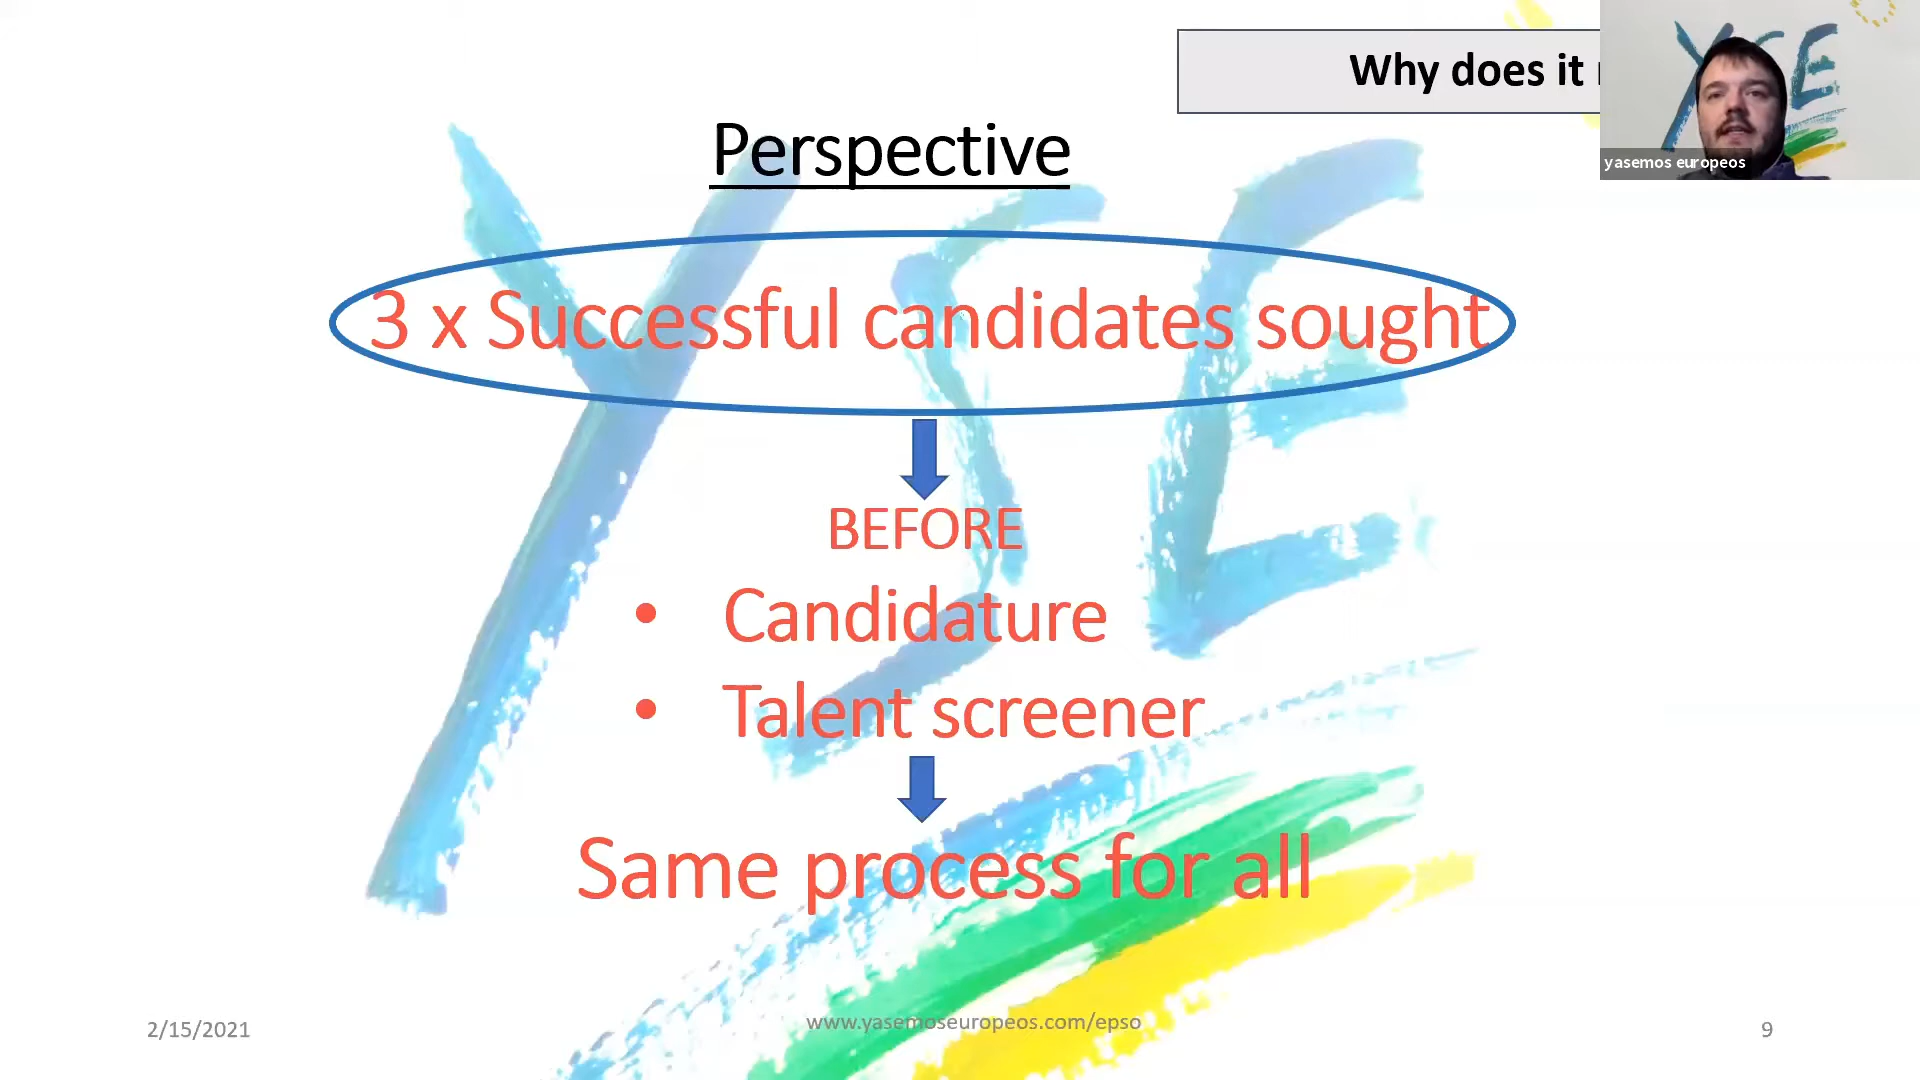 Why does it
YSE
yasemos europeos
Perspective
3 x Successful candidates sought
BEFORE
• Candidature
• Talent screener
Same process for all
2/15/2021
www.yasemoseuropeos.com/epso
9